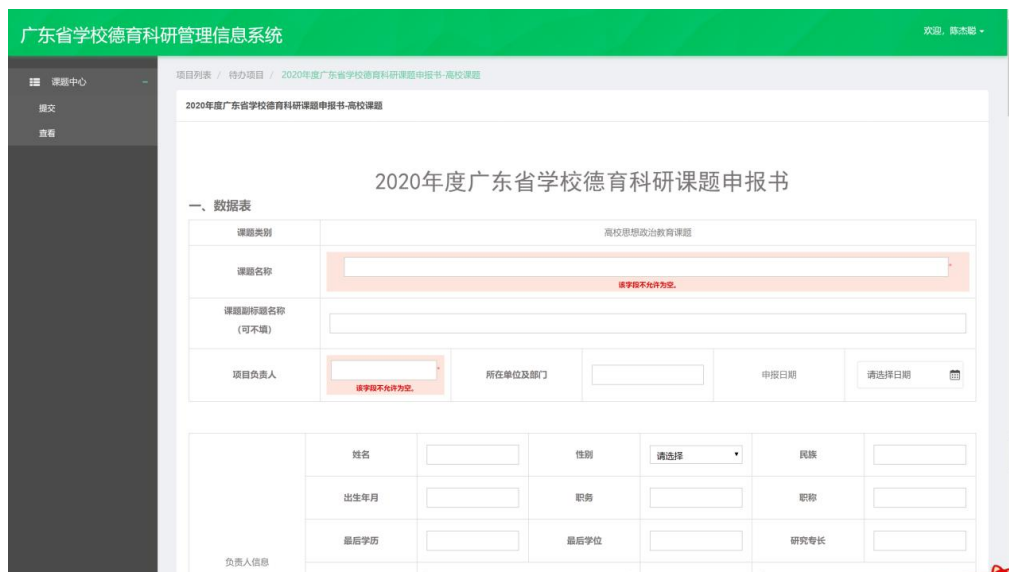 广东省学校德育科研管理信息系统
欢迎，陈杰聪
课题中心
提交
查看
项目列表 / 待办项目 / 2020年度广东省学校德育科研课题申报书-高校课题
2020年度广东省学校德育科研课题申报书-高校课题
2020年度广东省学校德育科研课题申报书
一、数据表
课题类别 高校思想政治教育课题
课题名称 *
该字段不允许为空。
课题副标题名称
（可不填）
项目负责人 * 所在单位及部门 申报日期 请选择日期
该字段不允许为空。
姓名 性别 请选择 民族
出生年月 职务 职称
最后学历 最后学位 研究专长
负责人信息